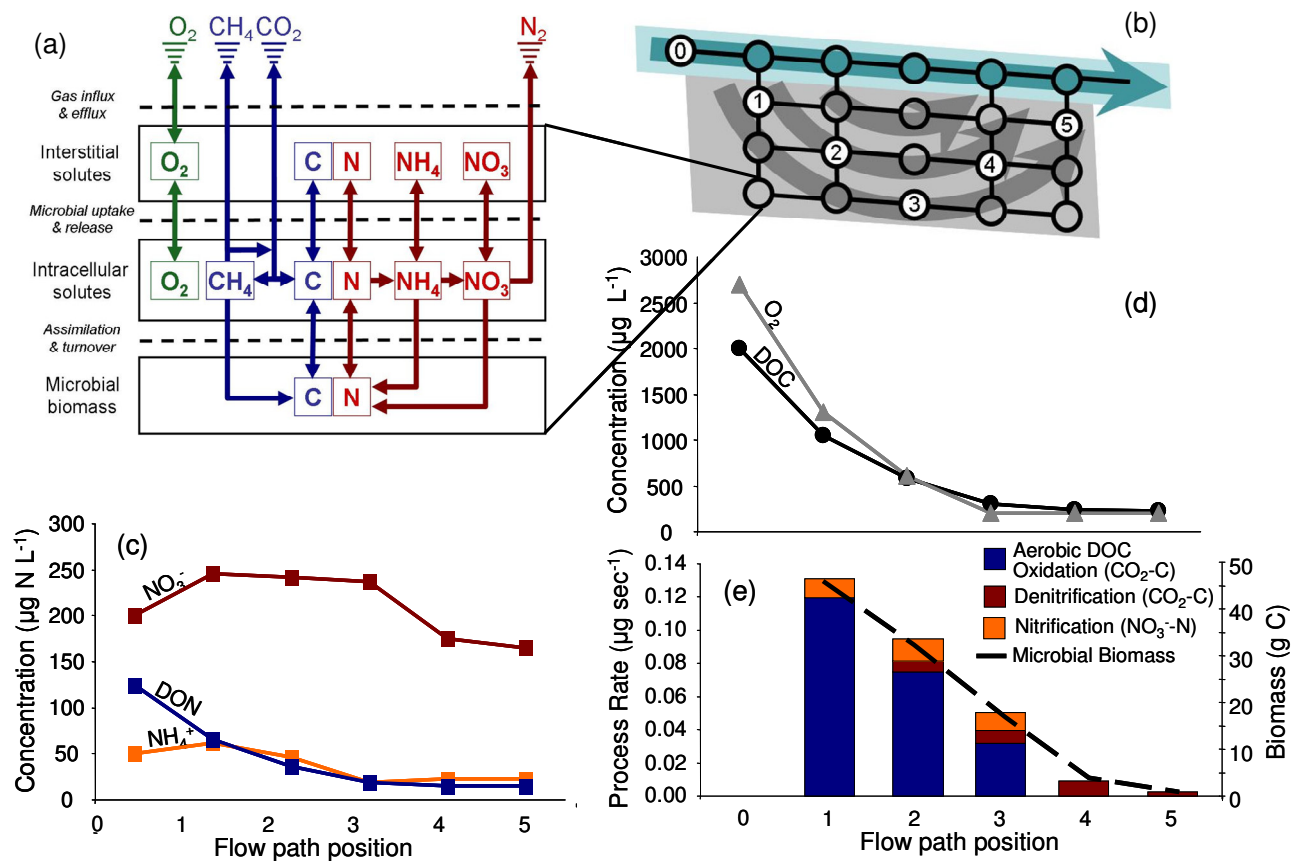 (a)
O₂ CH₄ CO₂ N₂
Gas influx
& efflux
Interstitial
solutes
O₂ C N NH₄ NO₃
Microbial uptake
& release
Intracellular
solutes
O₂ CH₄ C N NH₄ NO₃
Assimilation
& turnover
Microbial
biomass
C N
(b)
0
1
2
3
4
5
(c)
Concentration (µg N L⁻¹)
300
250
200
150
100
50
0
NO₃⁻
DON
NH₄⁺
0 1 2 3 4 5
Flow path position
(d)
Concentration (µg L⁻¹)
3000
2500
2000
1500
1000
500
0
O₂
DOC
(e)
Process Rate (µg sec⁻¹)
0.14
0.12
0.10
0.08
0.06
0.04
0.02
0.00
Aerobic DOC
Oxidation (CO₂-C)
Denitrification (CO₂-C)
Nitrification (NO₃⁻-N)
Microbial Biomass
50
40
30
20
10
0
Biomass (g C)
0 1 2 3 4 5
Flow path position